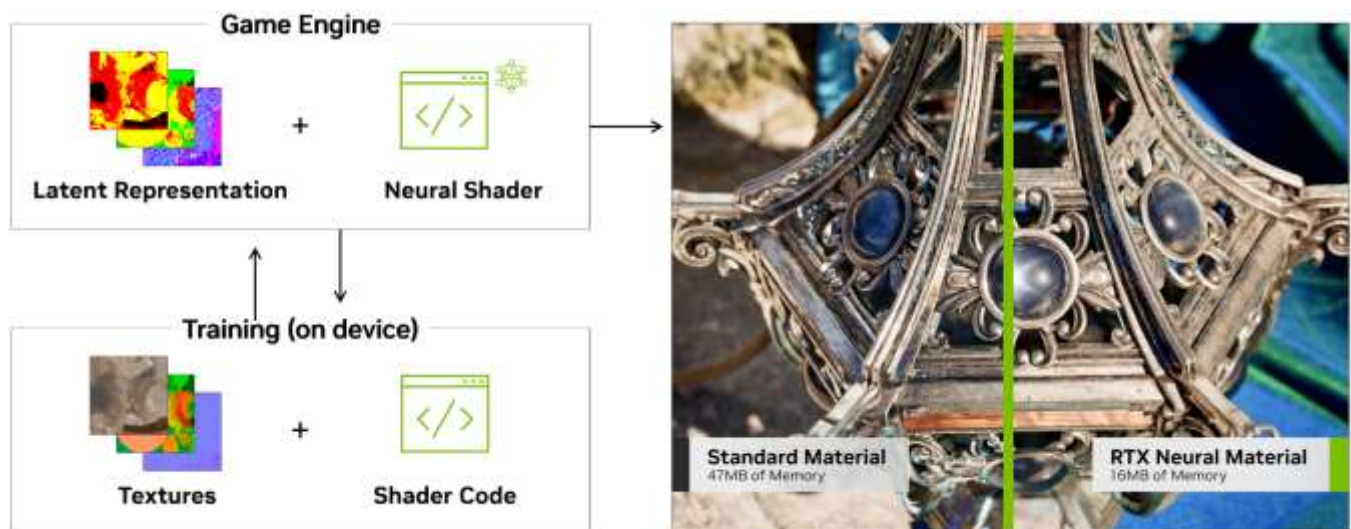 Game Engine
+
</>
Latent Representation
Neural Shader
Training (on device)
+
</>
Textures
Shader Code
Standard Material
47MB of Memory
RTX Neural Material
16MB of Memory